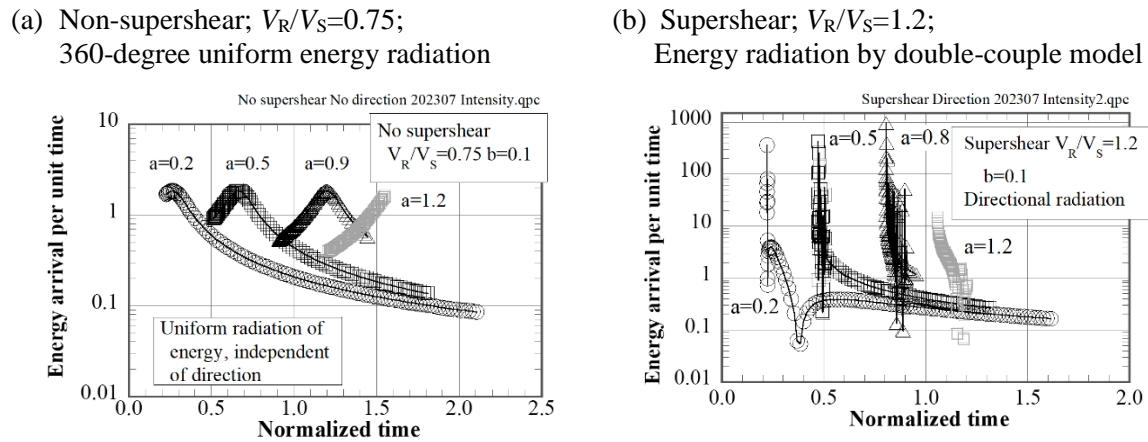 (a) Non-supershear; VR/VS=0.75;
360-degree uniform energy radiation
No supershear No direction 202307 Intensity.qpc
10
1
0.1
0.01
Energy arrival per unit time
a=0.2
a=0.5
a=0.9
No supershear
VR/VS=0.75 b=0.1
a=1.2
Uniform radiation of
energy, independent
of direction
0.0
0.5
1.0
1.5
2.0
2.5
Normalized time
(b) Supershear; VR/VS=1.2;
Energy radiation by double-couple model
Supershear Direction 202307 Intensity2.qpc
1000
100
10
1
0.1
0.01
Energy arrival per unit time
a=0.5
a=0.8
Supershear VR/VS=1.2
b=0.1
Directional radiation
a=1.2
a=0.2
0.0
0.5
1.0
1.5
2.0
Normalized time